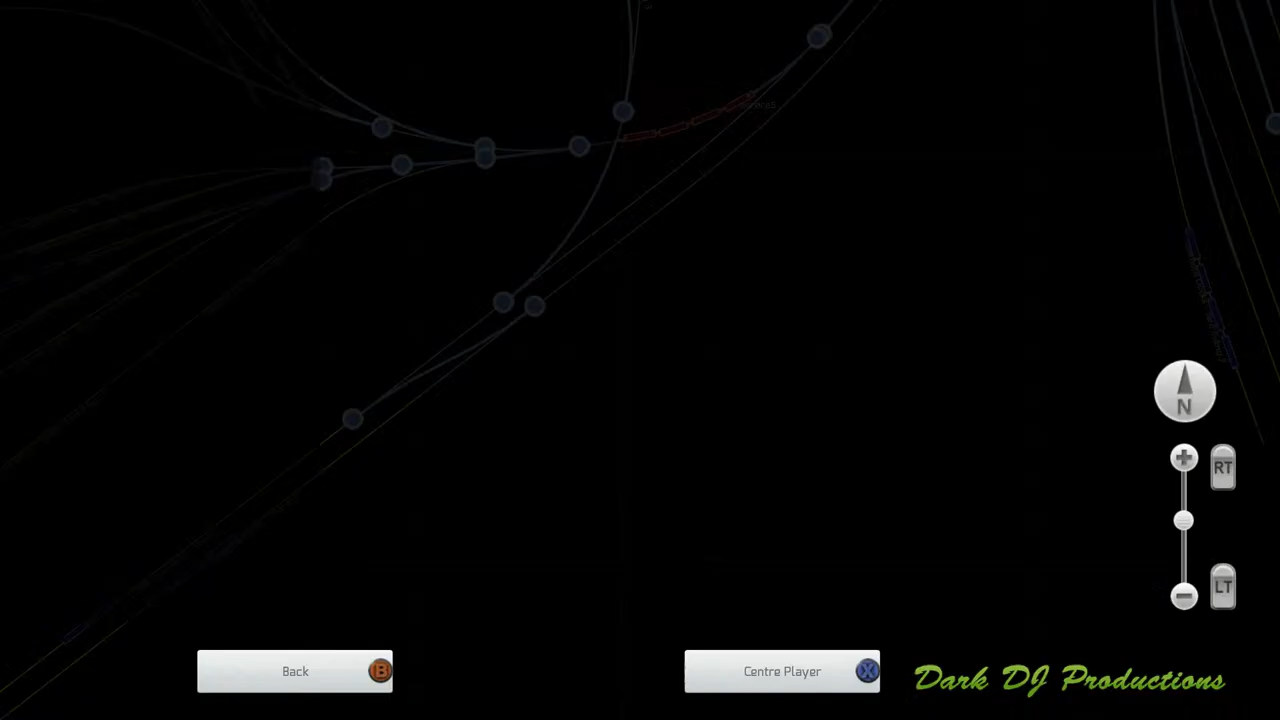 N
RT
LT
Back B
Centre Player X
Dark DJ Productions